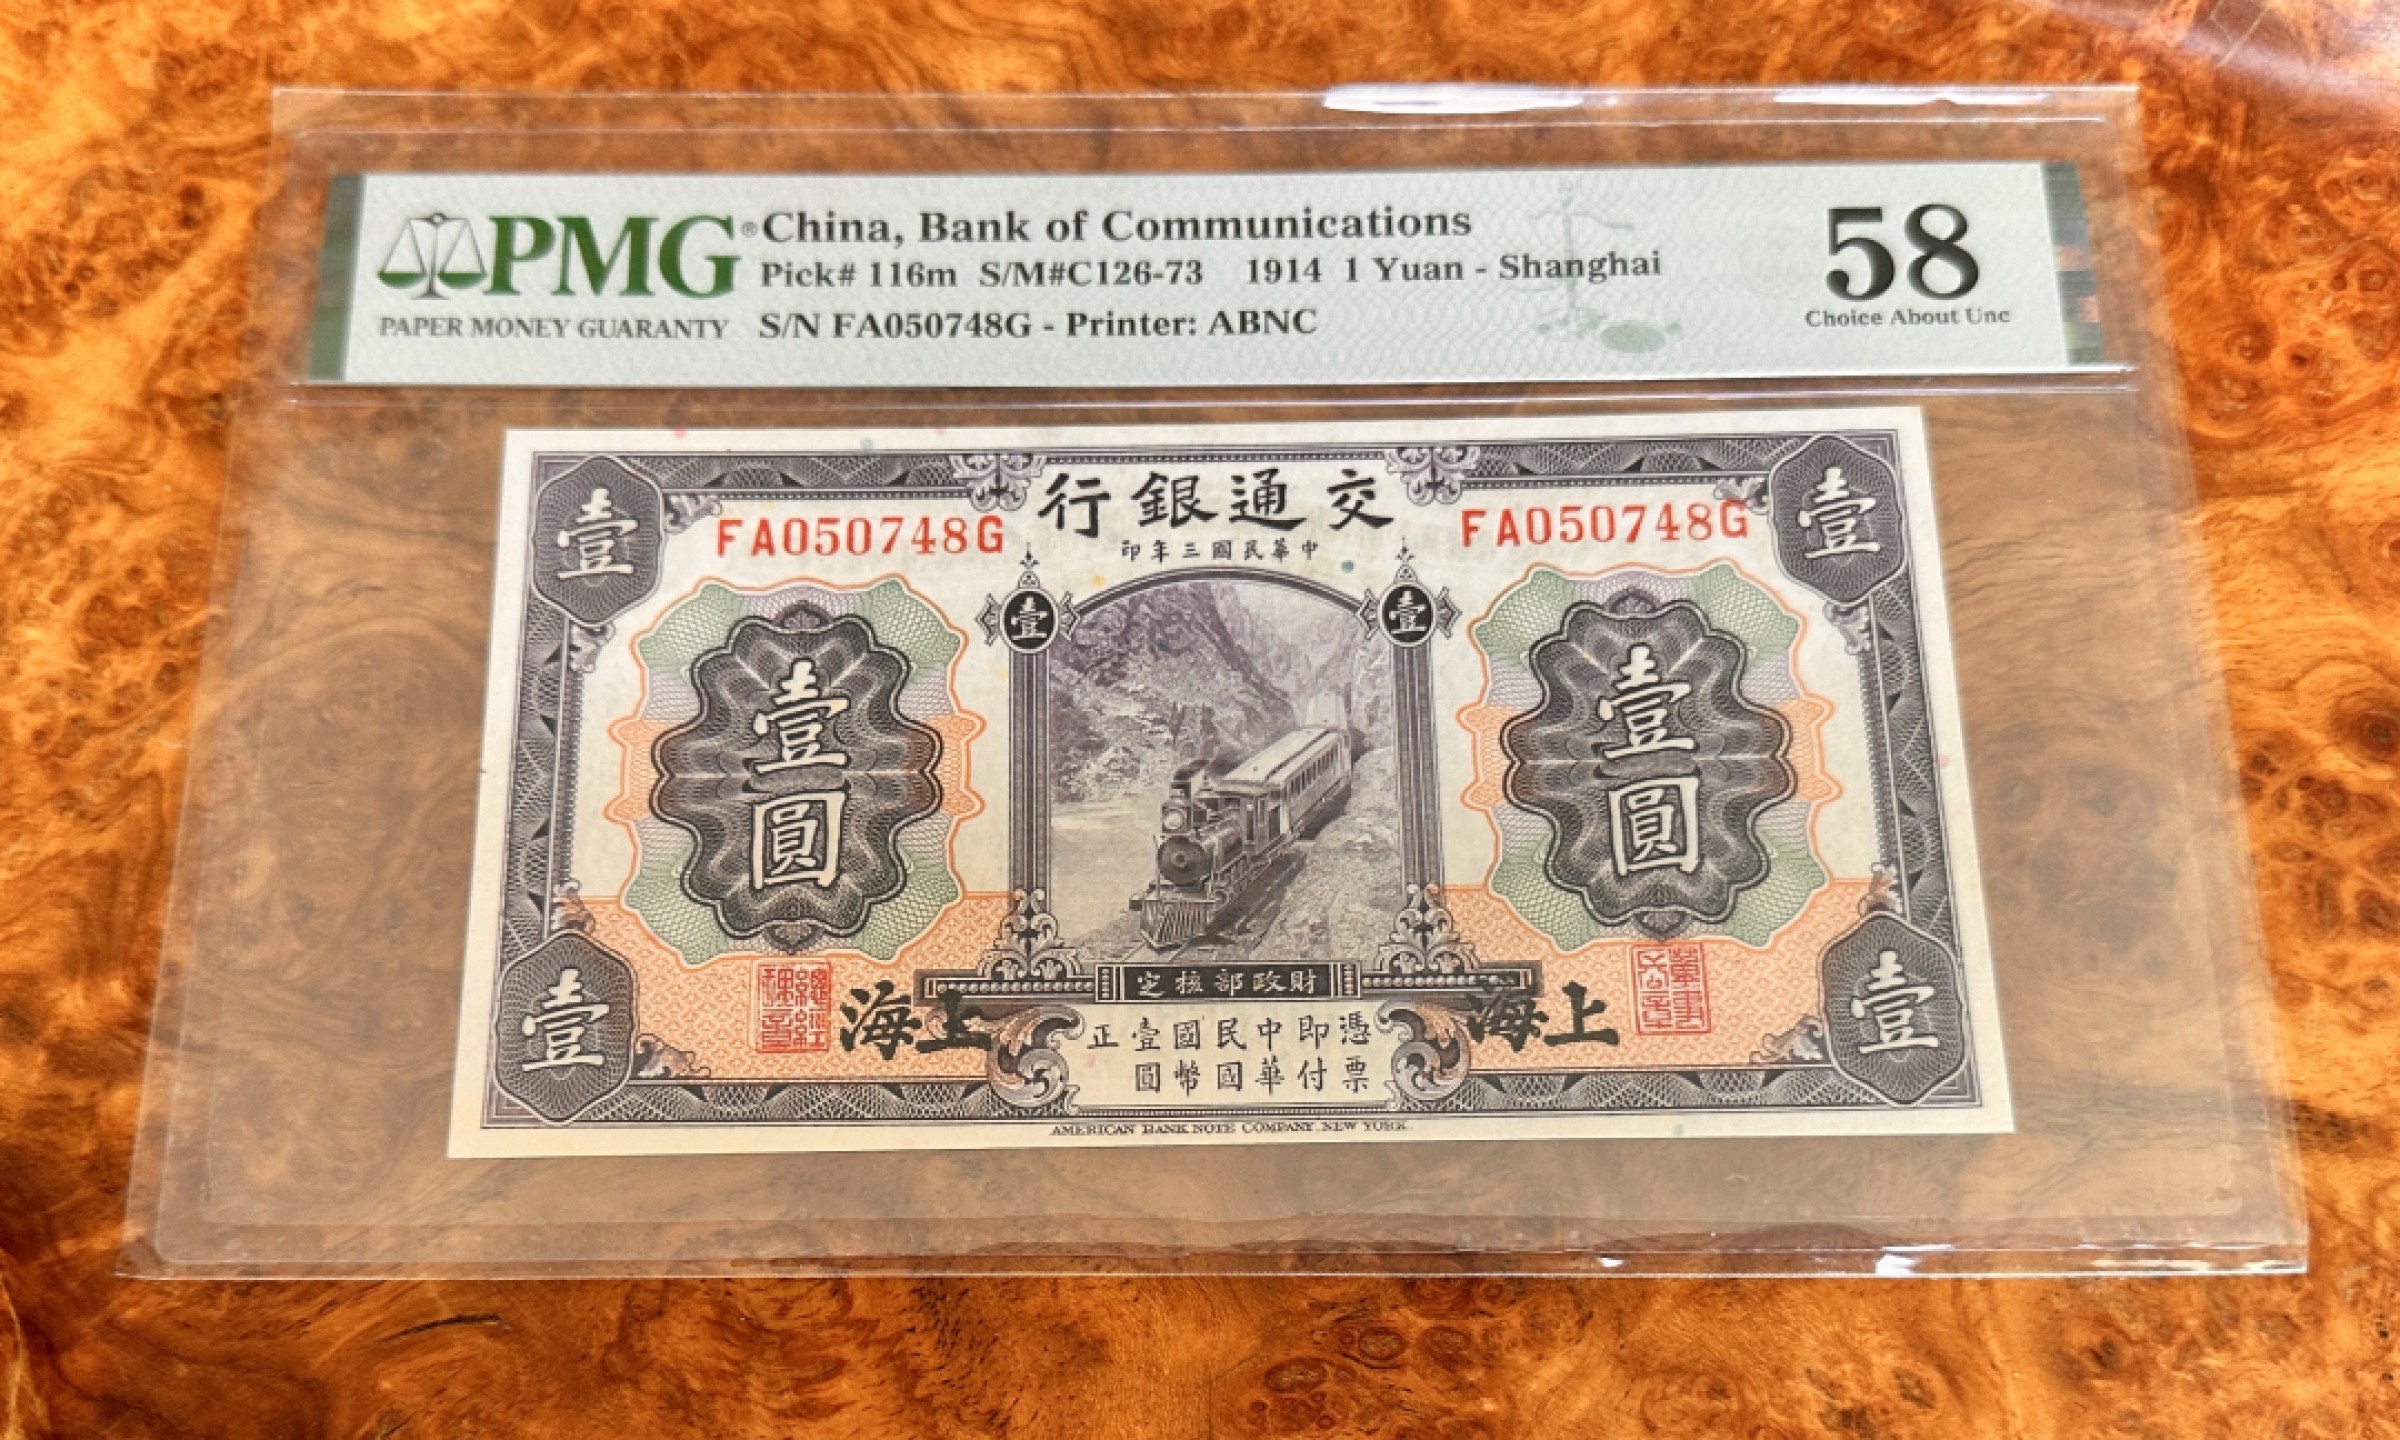 PMG® China, Bank of Communications
Pick# 116m S/M#C126-73 1914 1 Yuan - Shanghai
PAPER MONEY GUARANTY S/N FA050748G - Printer: ABNC
58
Choice About Unc
行銀通交
印年三國民華中
FA050748G
FA050748G
壹
壹
壹
壹
壹圓
壹圓
定核部政財
海上
海上
正壹國民中即憑
圓幣國華付票
壹
壹
AMERICAN BANK NOTE COMPANY, NEW YORK.